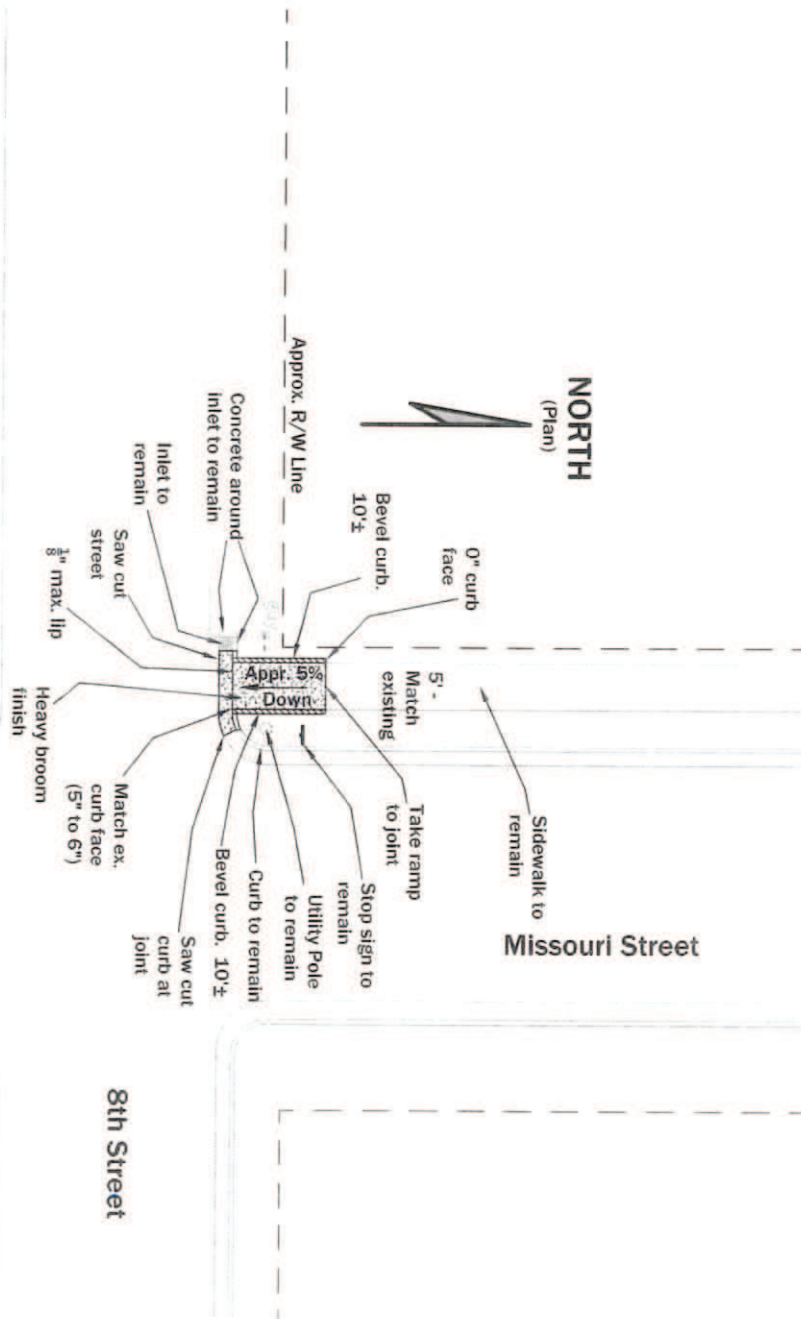 NORTH
(Plan)
Approx. R/W Line
Concrete around
inlet to remain
Inlet to
remain
Saw cut
street
1/8" max. lip
Heavy broom
finish
Bevel curb.
10'±
0" curb
face
guy
Appr. 5%
Down
5' -
Match
existing
Sidewalk to
remain
Take ramp
to joint
Stop sign to
remain
Utility Pole
to remain
Curb to remain
Bevel curb. 10'±
Saw cut
curb at
joint
Match ex.
curb face
(5" to 6")
Missouri Street
8th Street